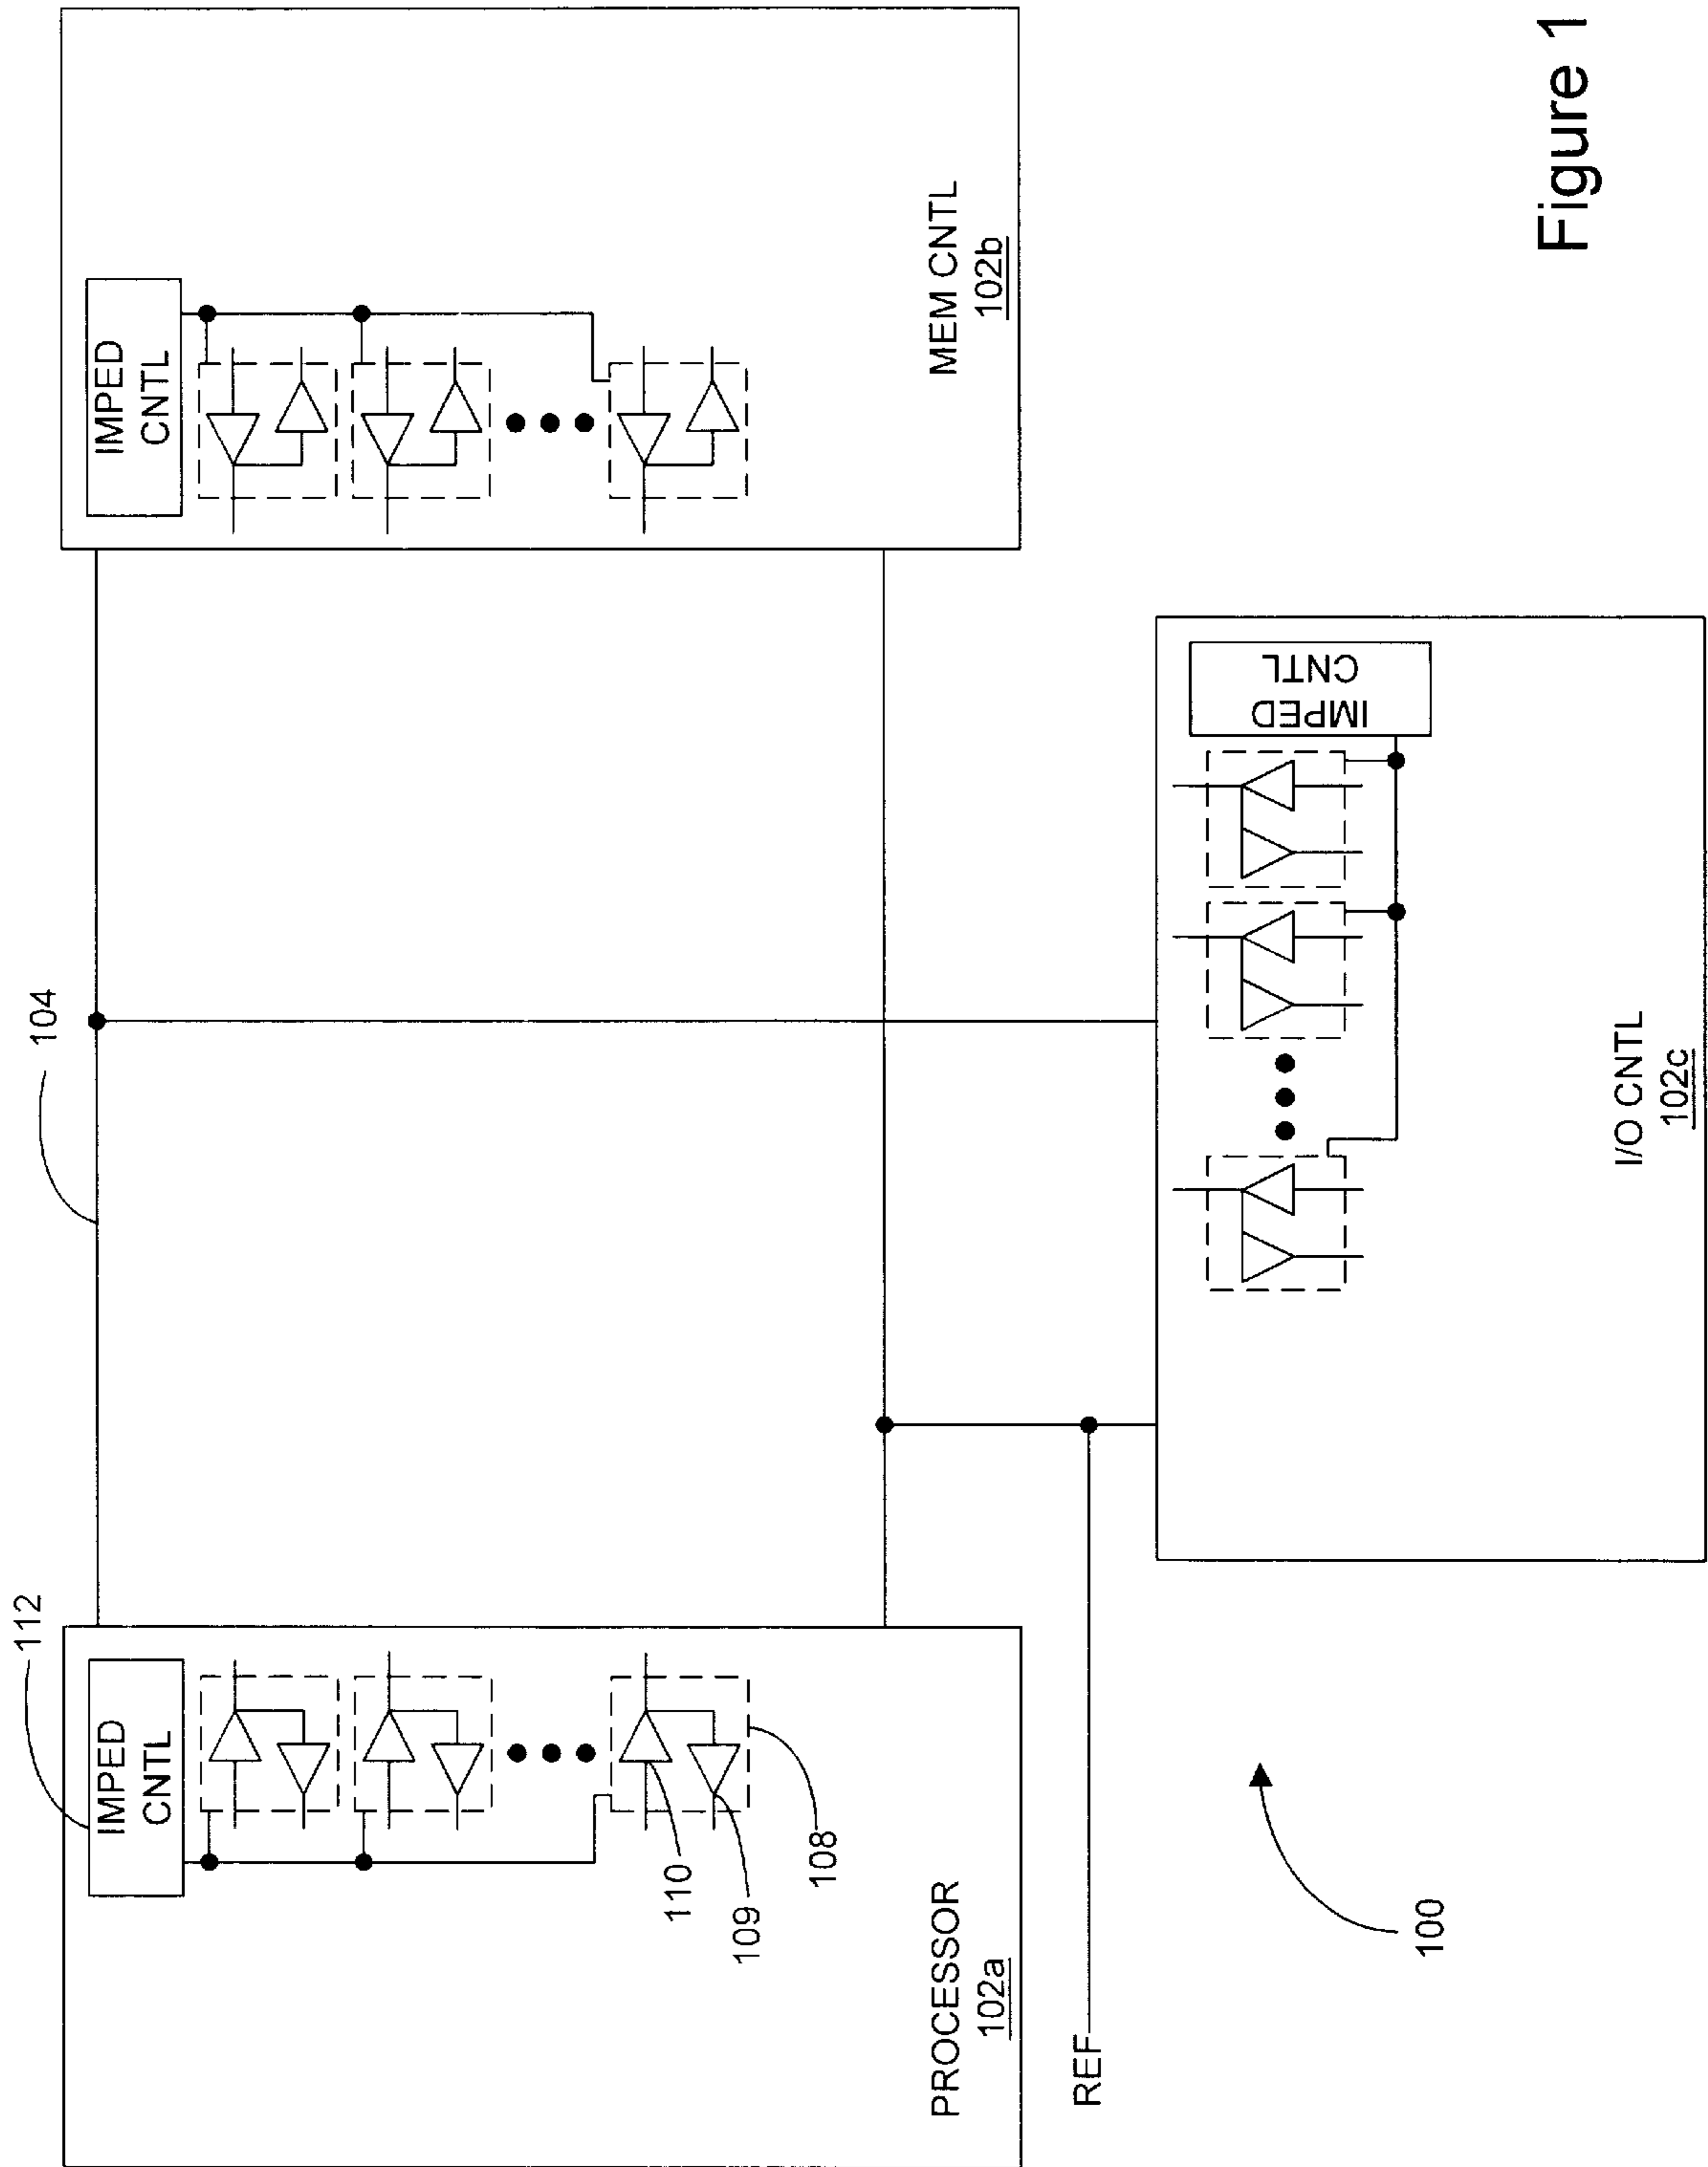 104
112
IMPED
CNTL
IMPED
CNTL
110
109
108
PROCESSOR
102a
MEM CNTL
102b
REF
IMPED
CNTL
I/O CNTL
102c
100
Figure 1